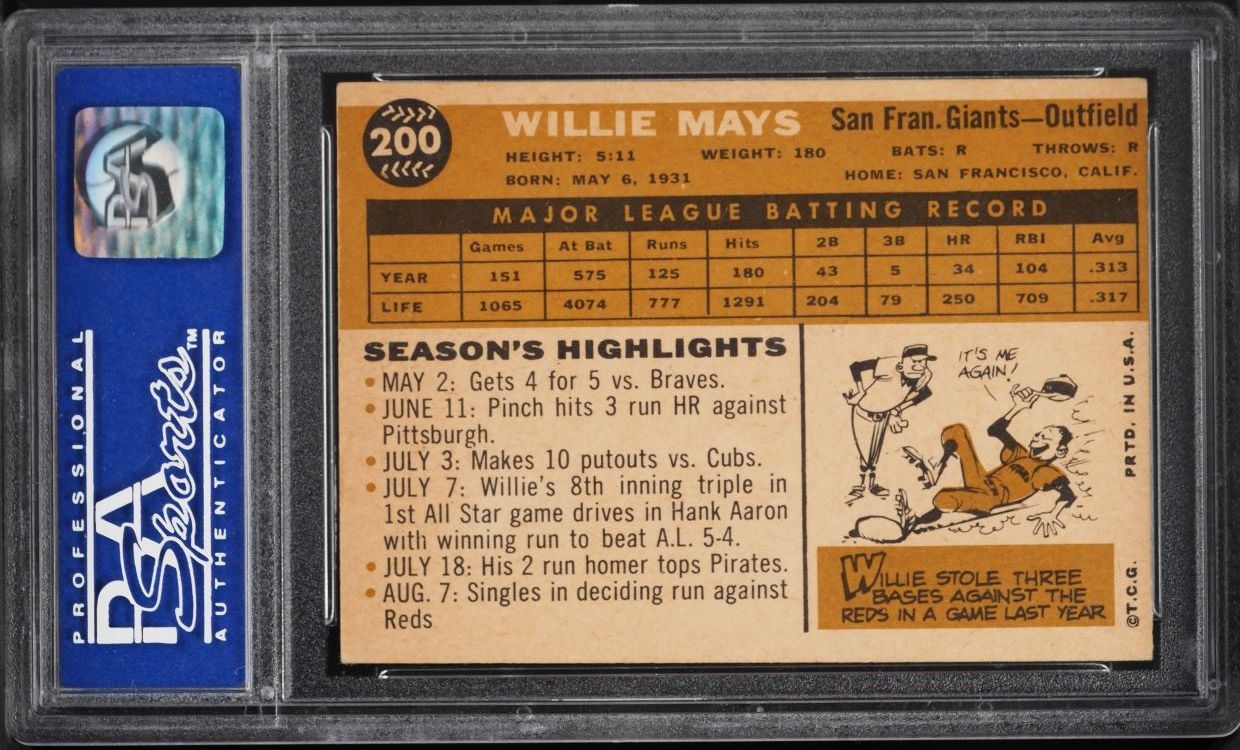 PSA
PROFESSIONAL
PSA
Sports™
AUTHENTICATOR
200
WILLIE MAYS
San Fran. Giants—Outfield
HEIGHT: 5:11 WEIGHT: 180 BATS: R THROWS: R
BORN: MAY 6, 1931 HOME: SAN FRANCISCO, CALIF.
MAJOR LEAGUE BATTING RECORD
Games At Bat Runs Hits 2B 3B HR RBI Avg
YEAR 151 575 125 180 43 5 34 104 .313
LIFE 1065 4074 777 1291 204 79 250 709 .317
SEASON'S HIGHLIGHTS
• MAY 2: Gets 4 for 5 vs. Braves.
• JUNE 11: Pinch hits 3 run HR against
Pittsburgh.
• JULY 3: Makes 10 putouts vs. Cubs.
• JULY 7: Willie's 8th inning triple in
1st All Star game drives in Hank Aaron
with winning run to beat A.L. 5-4.
• JULY 18: His 2 run homer tops Pirates.
• AUG. 7: Singles in deciding run against
Reds
IT'S ME
AGAIN!
WILLIE STOLE THREE
BASES AGAINST THE
REDS IN A GAME LAST YEAR
PRTD. IN U.S.A.
©T.C.G.